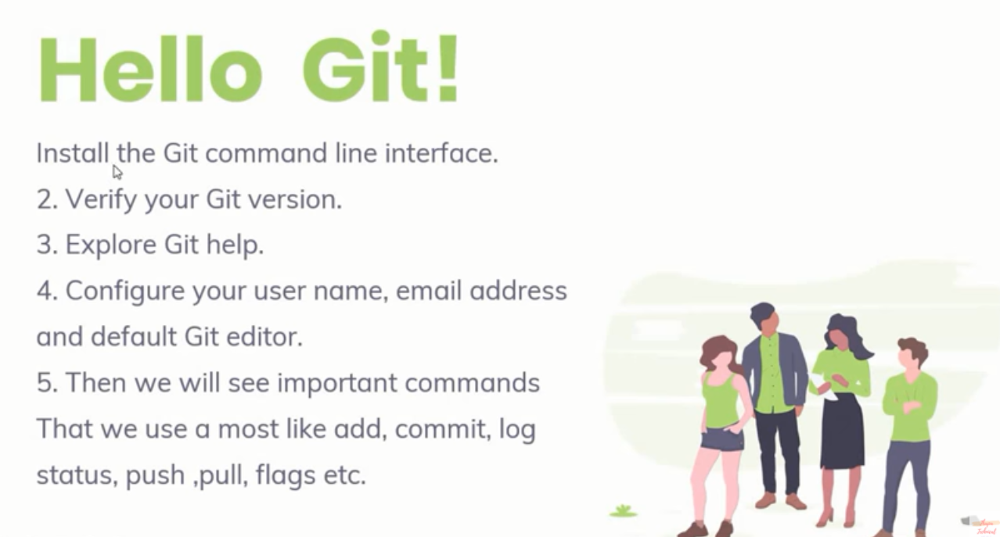 Hello Git!
Install the Git command line interface.
2. Verify your Git version.
3. Explore Git help.
4. Configure your user name, email address
and default Git editor.
5. Then we will see important commands
That we use a most like add, commit, log
status, push ,pull, flags etc.